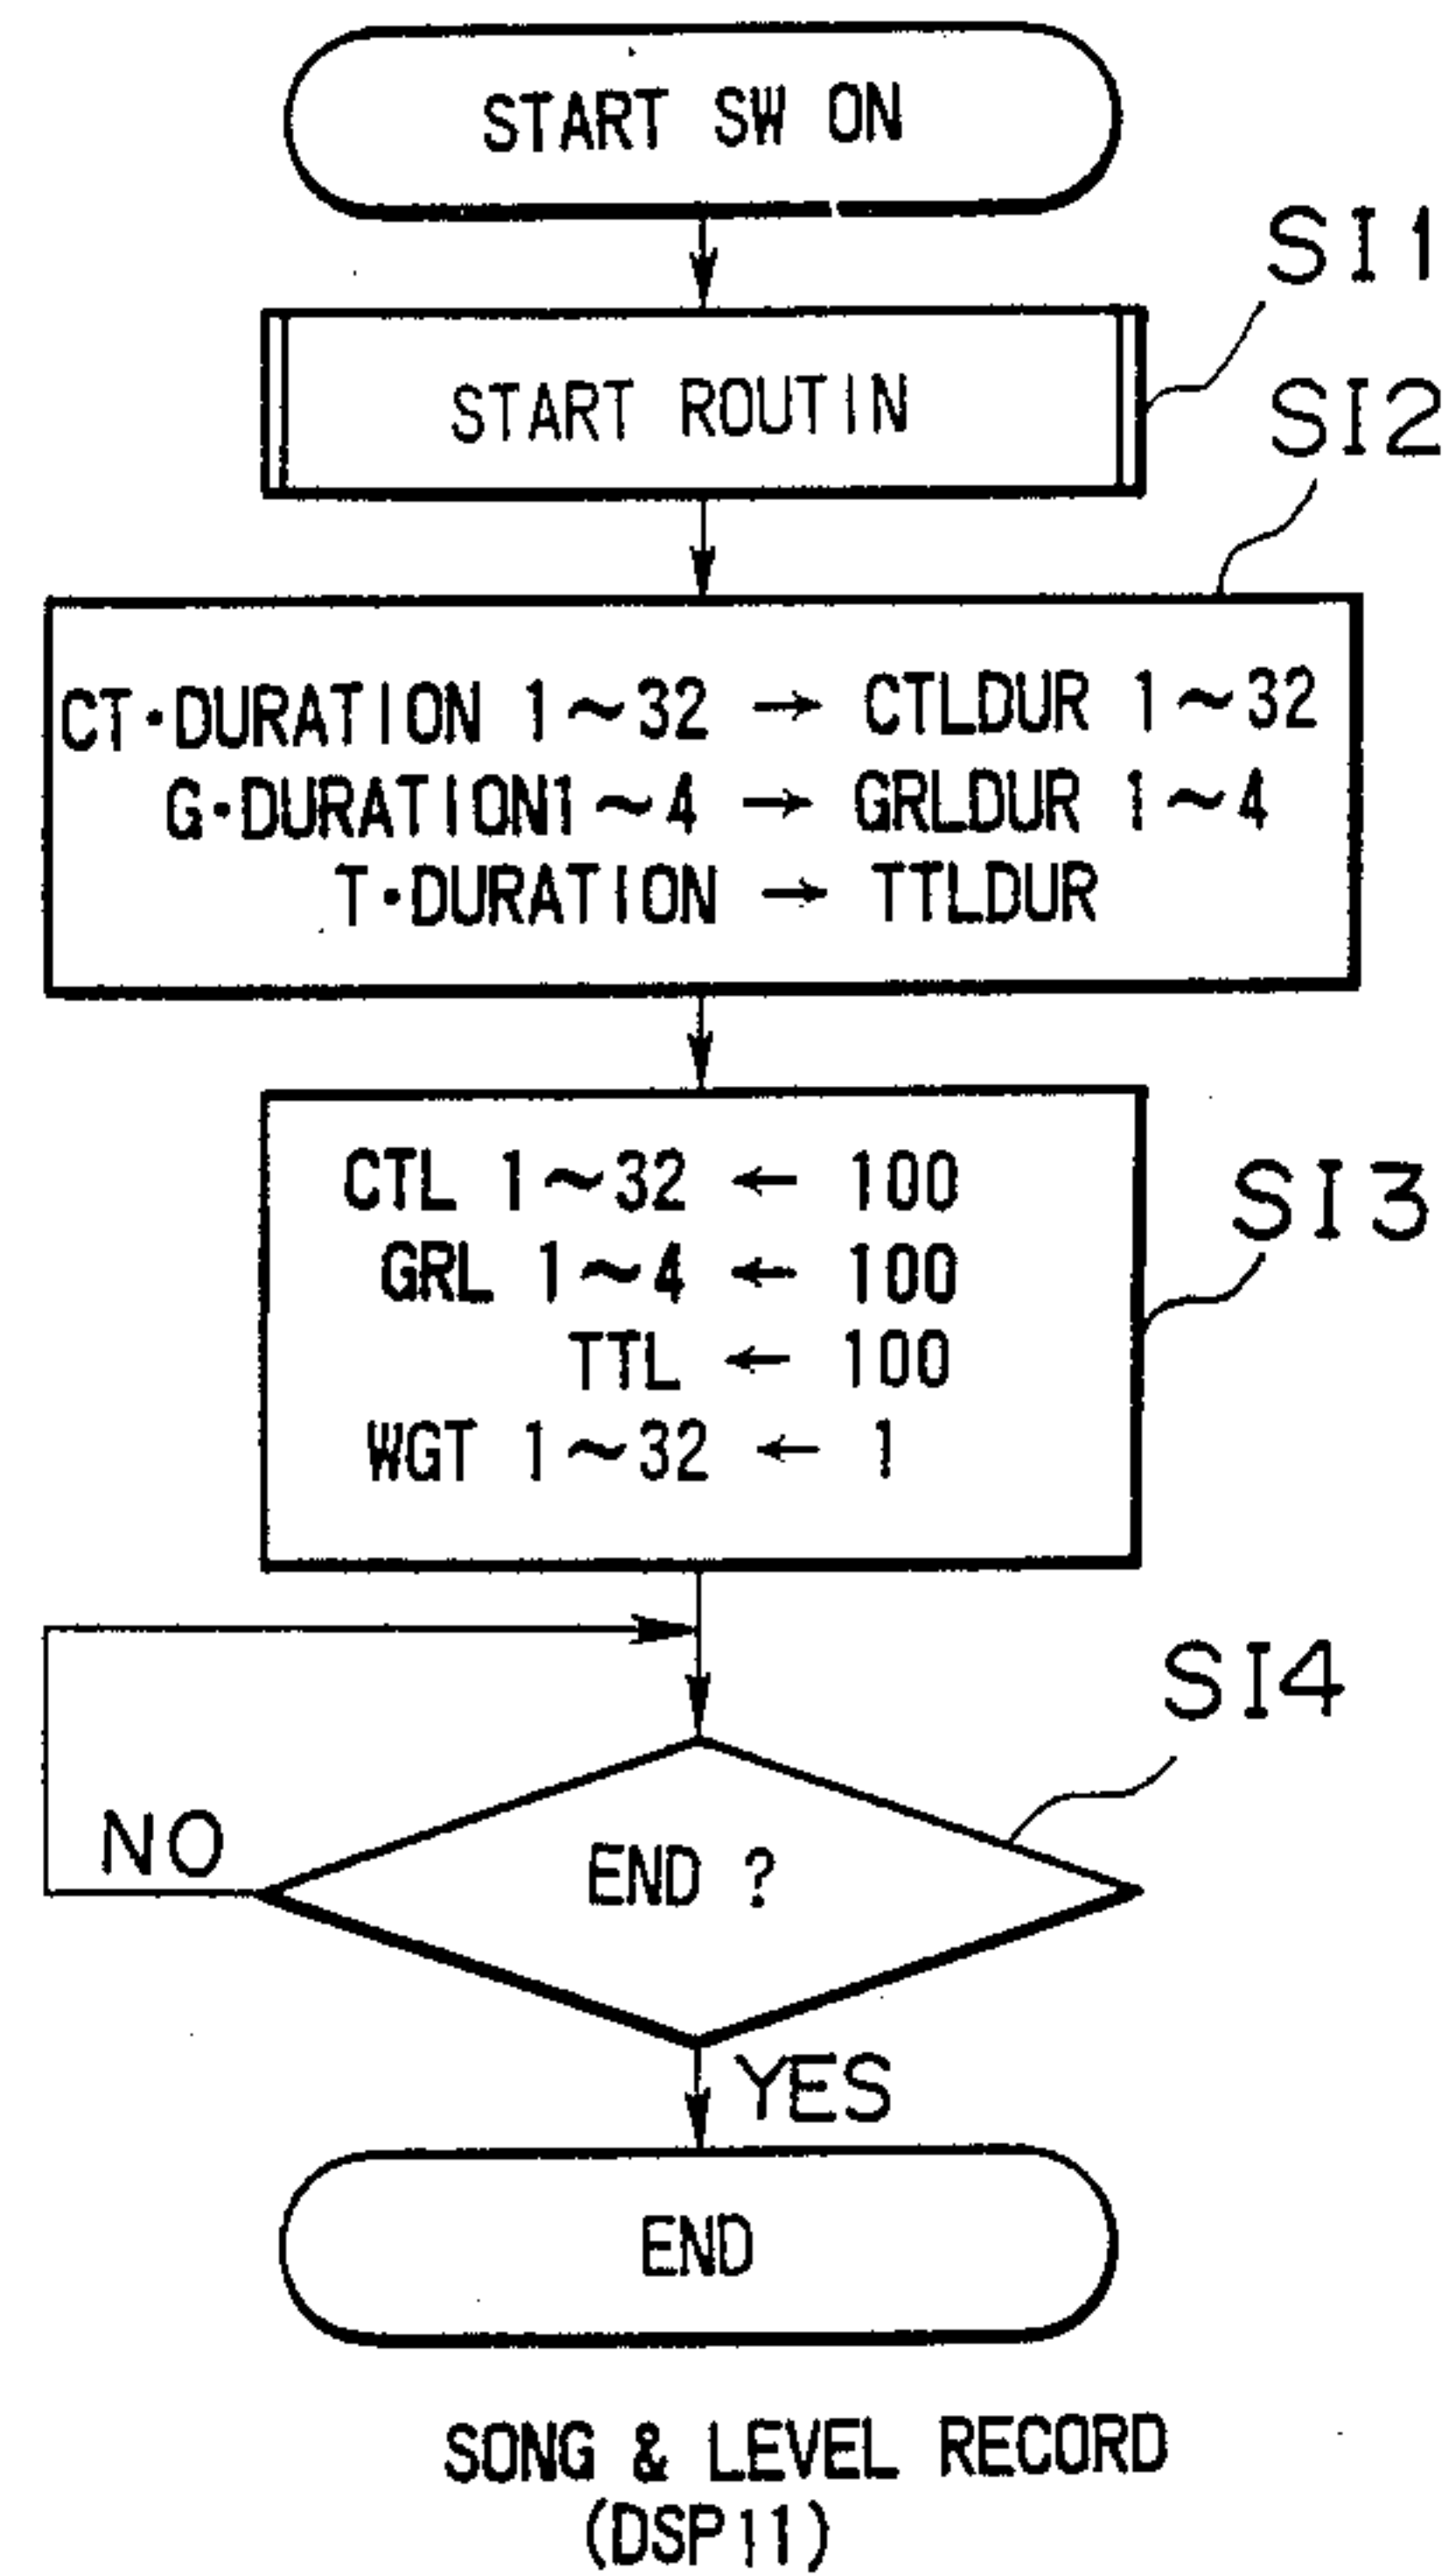 START SW ON
SI1
START ROUTIN
SI2
CT・DURATION 1~32 → CTLDUR 1~32
G・DURATION1~4 → GRLDUR 1~4
T・DURATION → TTLDUR
CTL 1~32 ← 100
GRL 1~4 ← 100
TTL ← 100
WGT 1~32 ← 1
SI3
SI4
NO
END ?
YES
END
SONG & LEVEL RECORD
(DSP11)